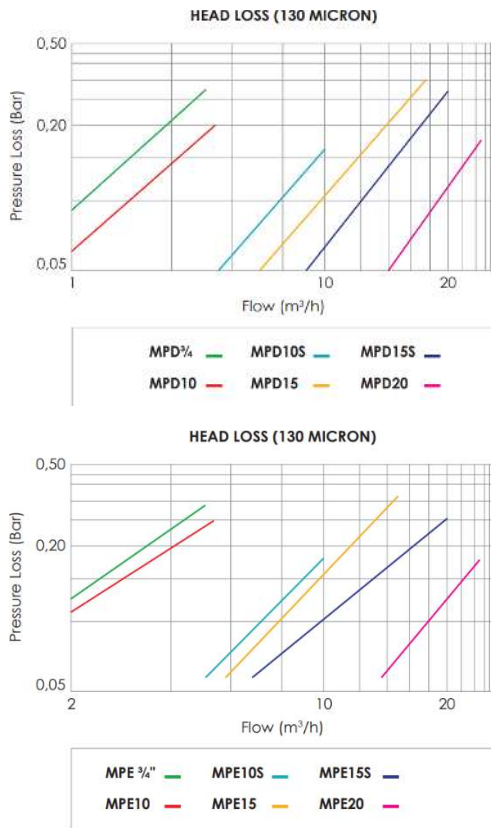 HEAD LOSS (130 MICRON)
0,50
0,20
0,05
Pressure Loss (Bar)
1 10 20
Flow (m³/h)
MPD¾ MPD10S MPD15S
MPD10 MPD15 MPD20
HEAD LOSS (130 MICRON)
0,50
0,20
0,05
Pressure Loss (Bar)
2 10 20
Flow (m³/h)
MPE ¾" MPE10S MPE15S
MPE10 MPE15 MPE20